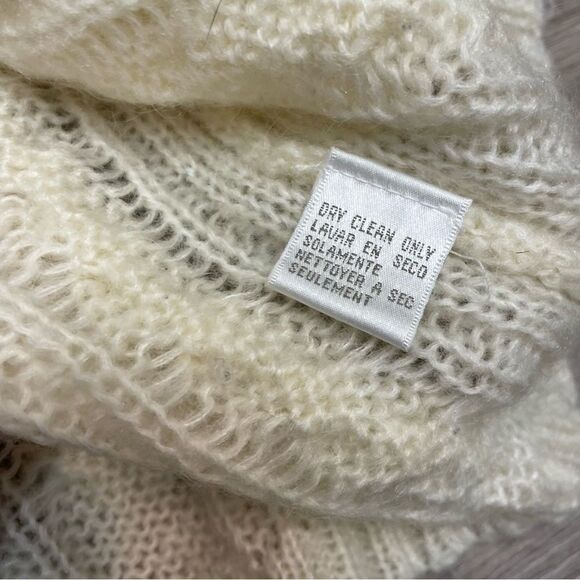 DRY CLEAN ONLY
LAVAR EN SECO
SOLAMENTE
NETTOYER A SEC
SEULEMENT